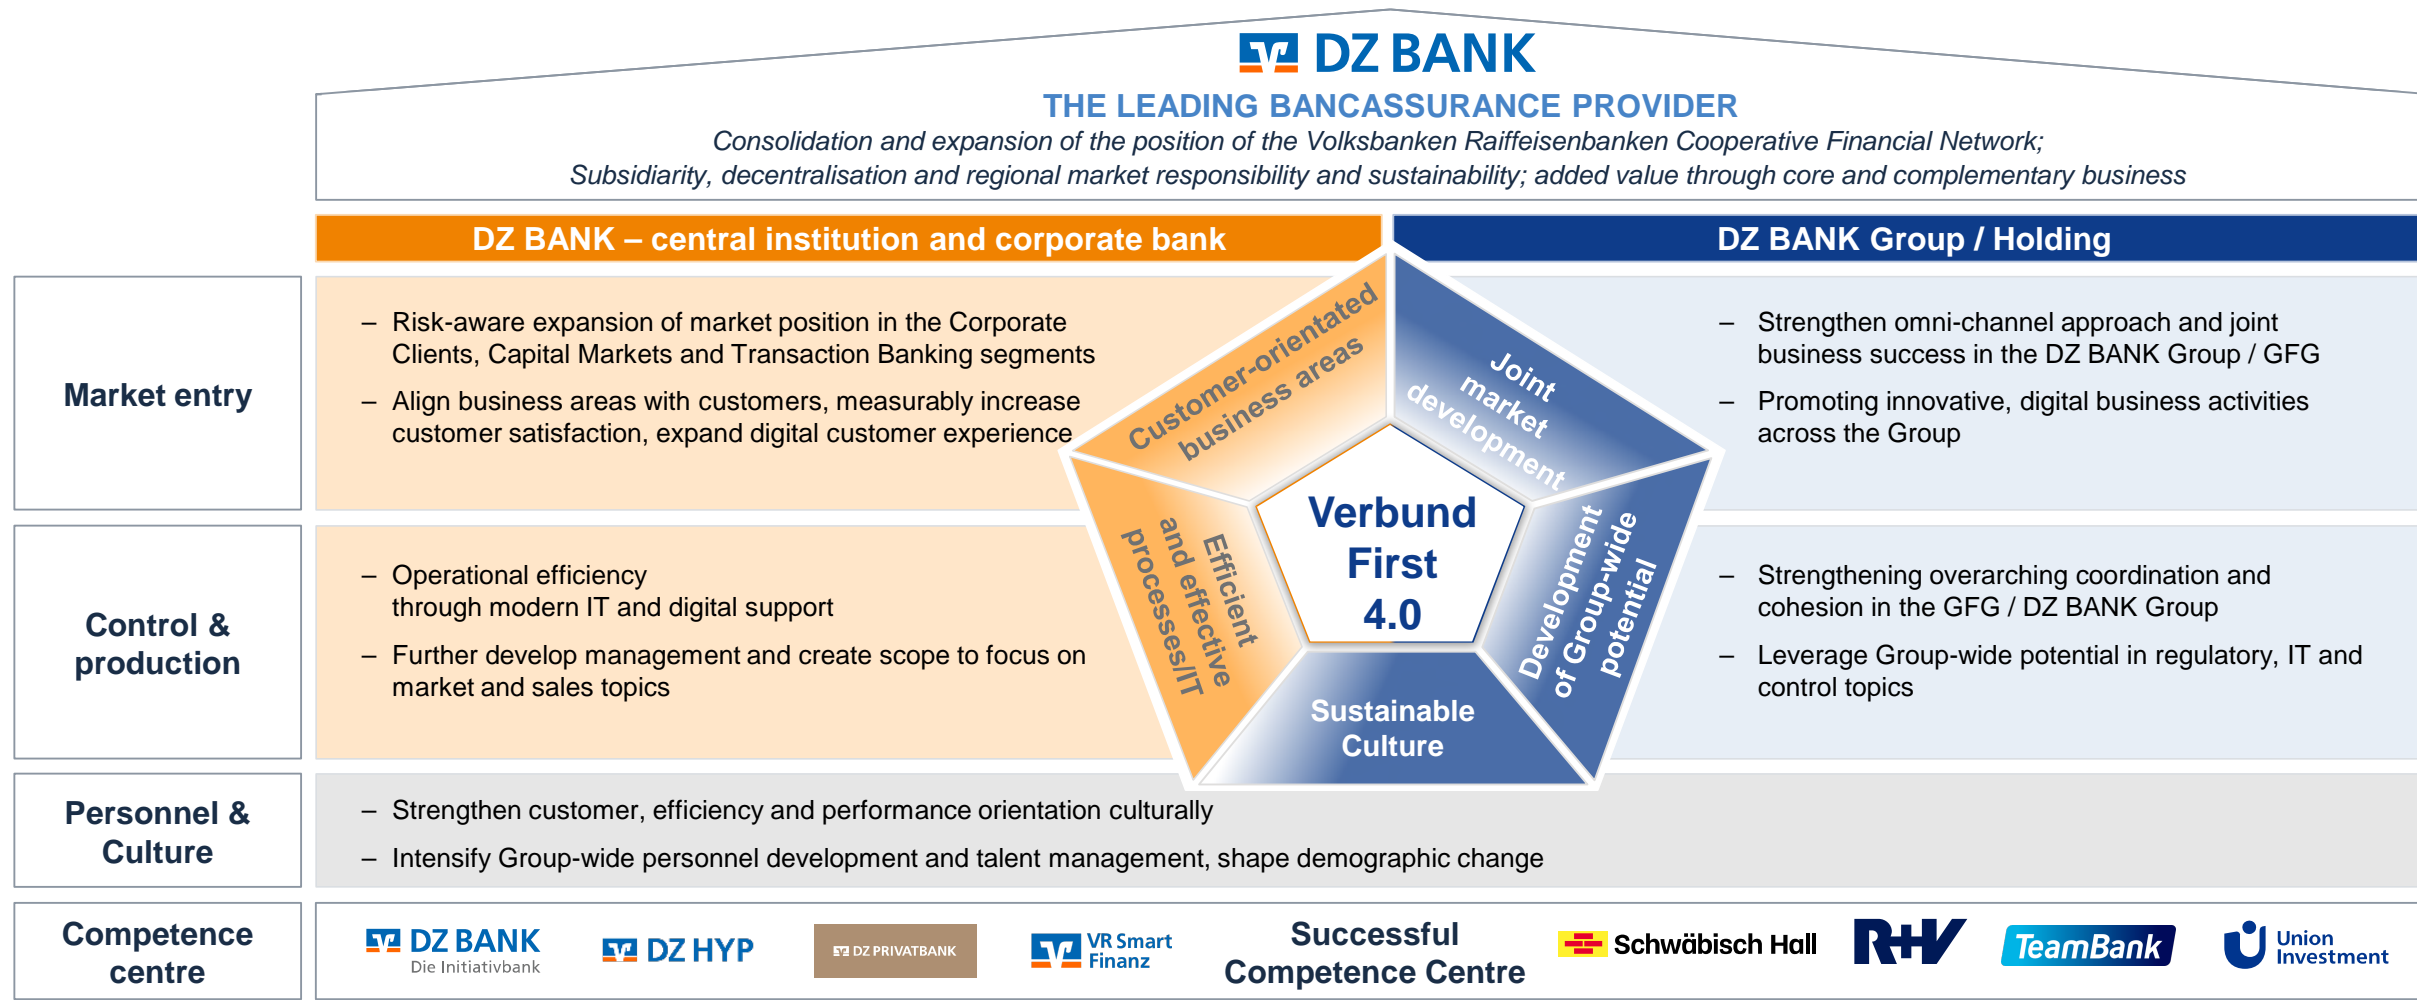 DZ BANK
THE LEADING BANCASSURANCE PROVIDER
Consolidation and expansion of the position of the Volksbanken Raiffeisenbanken Cooperative Financial Network;
Subsidiarity, decentralisation and regional market responsibility and sustainability; added value through core and complementary business
DZ BANK – central institution and corporate bank
DZ BANK Group / Holding
Market entry
– Risk-aware expansion of market position in the Corporate
Clients, Capital Markets and Transaction Banking segments
– Align business areas with customers, measurably increase
customer satisfaction, expand digital customer experience
Customer-orientated
business areas
Joint
market
development
– Strengthen omni-channel approach and joint
business success in the DZ BANK Group / GFG
– Promoting innovative, digital business activities
across the Group
Verbund
First
4.0
Control &
production
– Operational efficiency
through modern IT and digital support
– Further develop management and create scope to focus on
market and sales topics
Efficient
and effective
processes/IT
Development
of Group-wide
potential
Sustainable
Culture
– Strengthening overarching coordination and
cohesion in the GFG / DZ BANK Group
– Leverage Group-wide potential in regulatory, IT and
control topics
Personnel &
Culture
– Strengthen customer, efficiency and performance orientation culturally
– Intensify Group-wide personnel development and talent management, shape demographic change
Competence
centre
DZ BANK
Die Initiativbank
DZ HYP
DZ PRIVATBANK
VR Smart
Finanz
Successful
Competence Centre
Schwäbisch Hall
R+V
TeamBank
Union
Investment